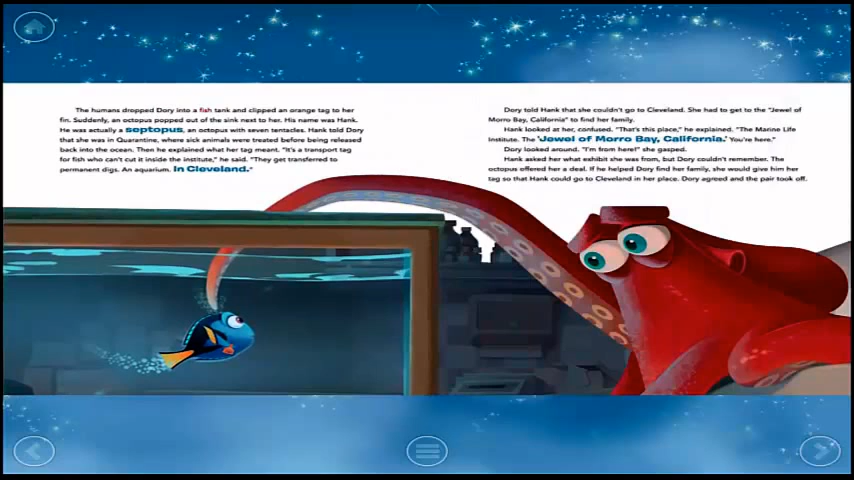 The humans dropped Dory into a fish tank and clipped an orange tag to her
fin. Suddenly, an octopus popped out of the sink next to her. His name was Hank.
He was actually a septopus, an octopus with seven tentacles. Hank told Dory
that she was in Quarantine, where sick animals were treated before being released
back into the ocean. Then he explained what her tag meant. "It's a transport tag
for fish who can't cut it inside the institute," he said. "They get transferred to
permanent digs. An aquarium. In Cleveland."
Dory told Hank that she couldn't go to Cleveland. She had to get to the "Jewel of
Morro Bay, California" to find her family.
Hank looked at her, confused. "That's this place," he explained. "The Marine Life
Institute. The 'Jewel of Morro Bay, California.' You're here."
Dory looked around. "I'm from here!" she gasped.
Hank asked her what exhibit she was from, but Dory couldn't remember. The
octopus offered her a deal. If he helped Dory find her family, she would give him her
tag so that Hank could go to Cleveland in her place. Dory agreed and the pair took off.